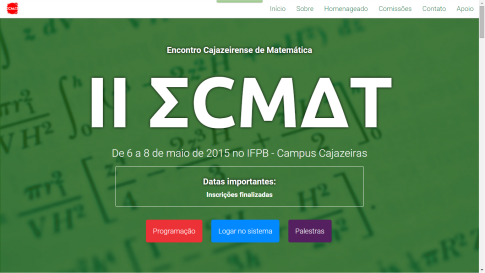 Início Sobre Homenageado Comissões Contato Apoio
Encontro Cajazeirense de Matemática
II ΣCMΔT
De 6 a 8 de maio de 2015 no IFPB - Campus Cajazeiras
Datas importantes:
Inscrições finalizadas
Programação Logar no sistema Palestras